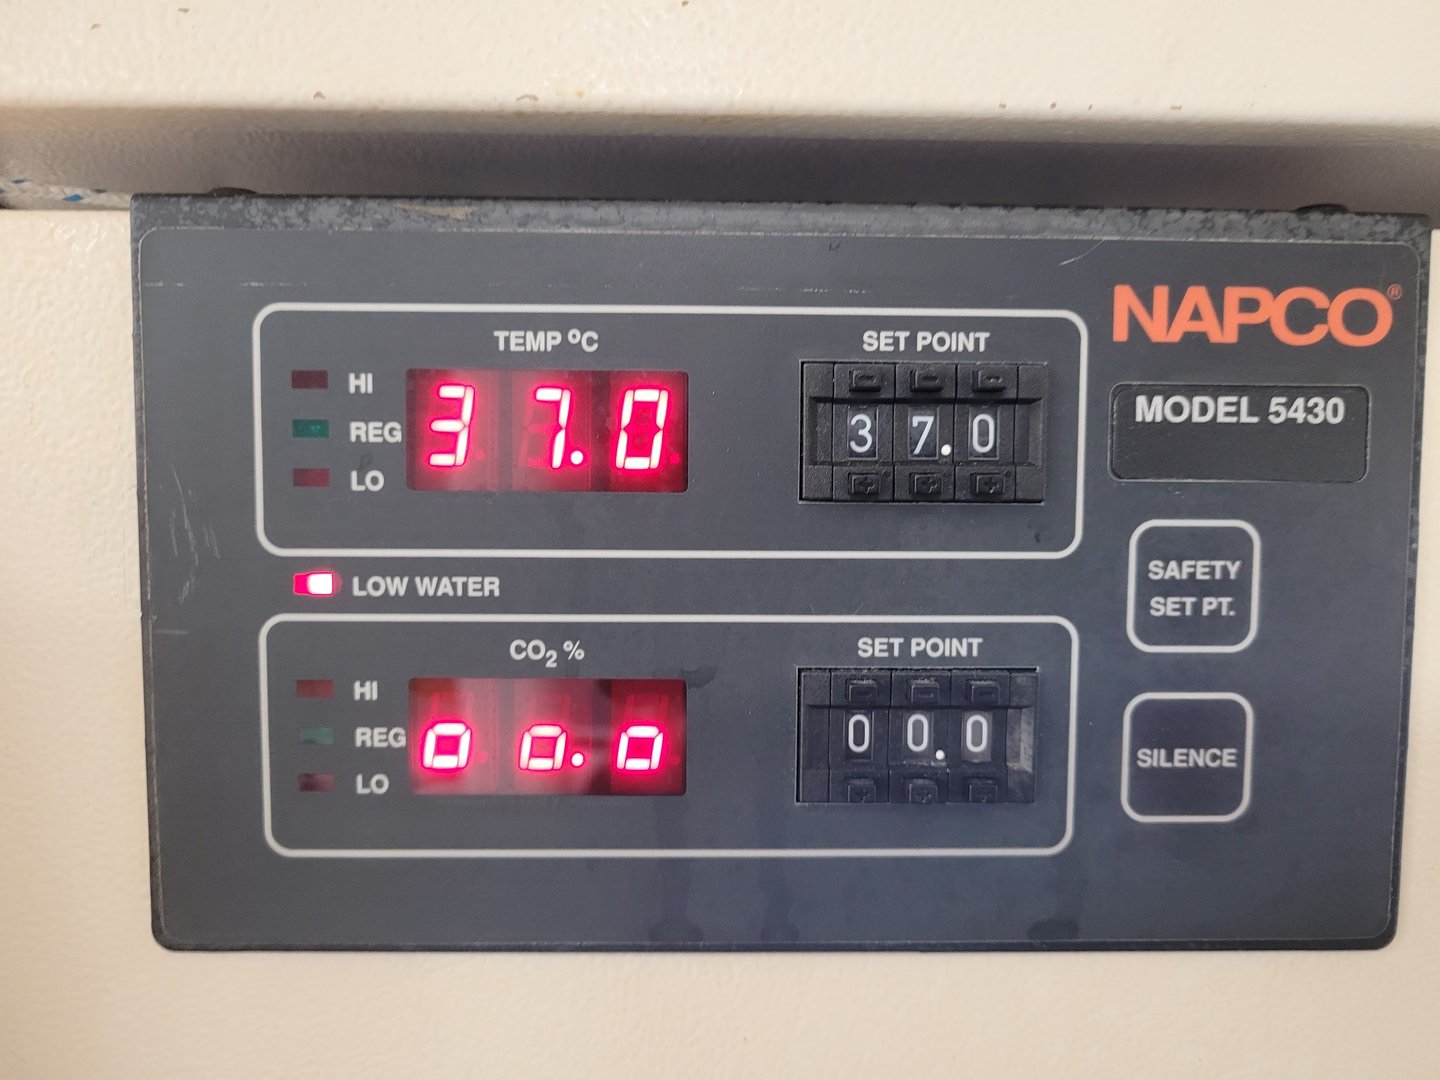 NAPCO®
MODEL 5430
TEMP °C
SET POINT
HI
REG
LO
37.0
37.0
LOW WATER
CO2 %
SET POINT
HI
REG
LO
00.0
00.0
SAFETY
SET PT.
SILENCE